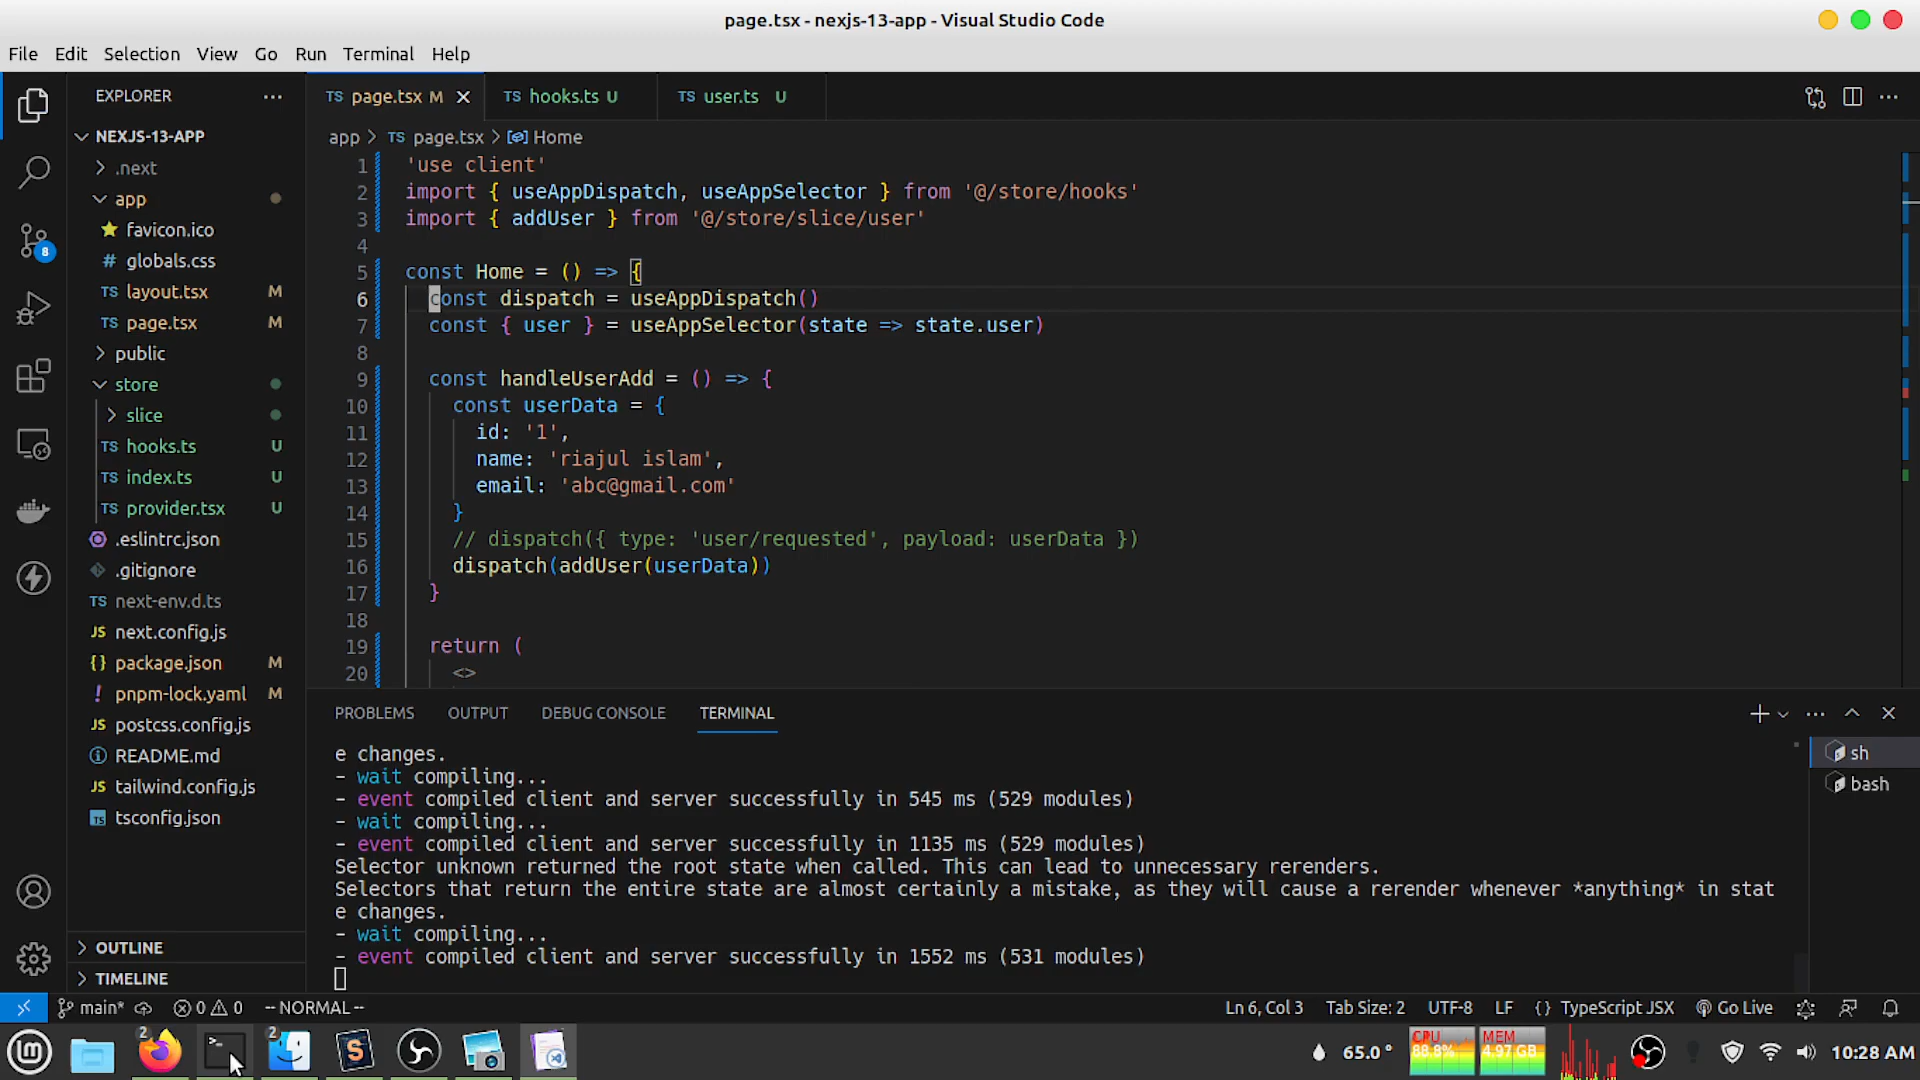 page.tsx - nexjs-13-app - Visual Studio Code
File Edit Selection View Go Run Terminal Help
EXPLORER
NEXJS-13-APP
.next
app
favicon.ico
# globals.css
TS layout.tsx M
TS page.tsx M
public
store
slice
TS hooks.ts U
TS index.ts U
TS provider.tsx U
.eslintrc.json
.gitignore
TS next-env.d.ts
JS next.config.js
{} package.json M
! pnpm-lock.yaml M
JS postcss.config.js
README.md
JS tailwind.config.js
TS tsconfig.json
OUTLINE
TIMELINE
8
TS page.tsx M
TS hooks.ts U
TS user.ts U
app > TS page.tsx > Home
1 'use client'
2 import { useAppDispatch, useAppSelector } from '@/store/hooks'
3 import { addUser } from '@/store/slice/user'
4
5 const Home = () => {
6 const dispatch = useAppDispatch()
7 const { user } = useAppSelector(state => state.user)
8
9 const handleUserAdd = () => {
10 const userData = {
11 id: '1',
12 name: 'riajul islam',
13 email: 'abc@gmail.com'
14 }
15 // dispatch({ type: 'user/requested', payload: userData })
16 dispatch(addUser(userData))
17 }
18
19 return (
20 <>
PROBLEMS OUTPUT DEBUG CONSOLE TERMINAL
e changes.
- wait compiling...
- event compiled client and server successfully in 545 ms (529 modules)
- wait compiling...
- event compiled client and server successfully in 1135 ms (529 modules)
Selector unknown returned the root state when called. This can lead to unnecessary rerenders.
Selectors that return the entire state are almost certainly a mistake, as they will cause a rerender whenever *anything* in stat
e changes.
- wait compiling...
- event compiled client and server successfully in 1552 ms (531 modules)
sh
bash
main* 0 0 -- NORMAL -- Ln 6, Col 3 Tab Size: 2 UTF-8 LF {} TypeScript JSX Go Live
2 >_ 2 S 65.0 ° CPU 88.8% MEM 4.97 GB 10:28 AM